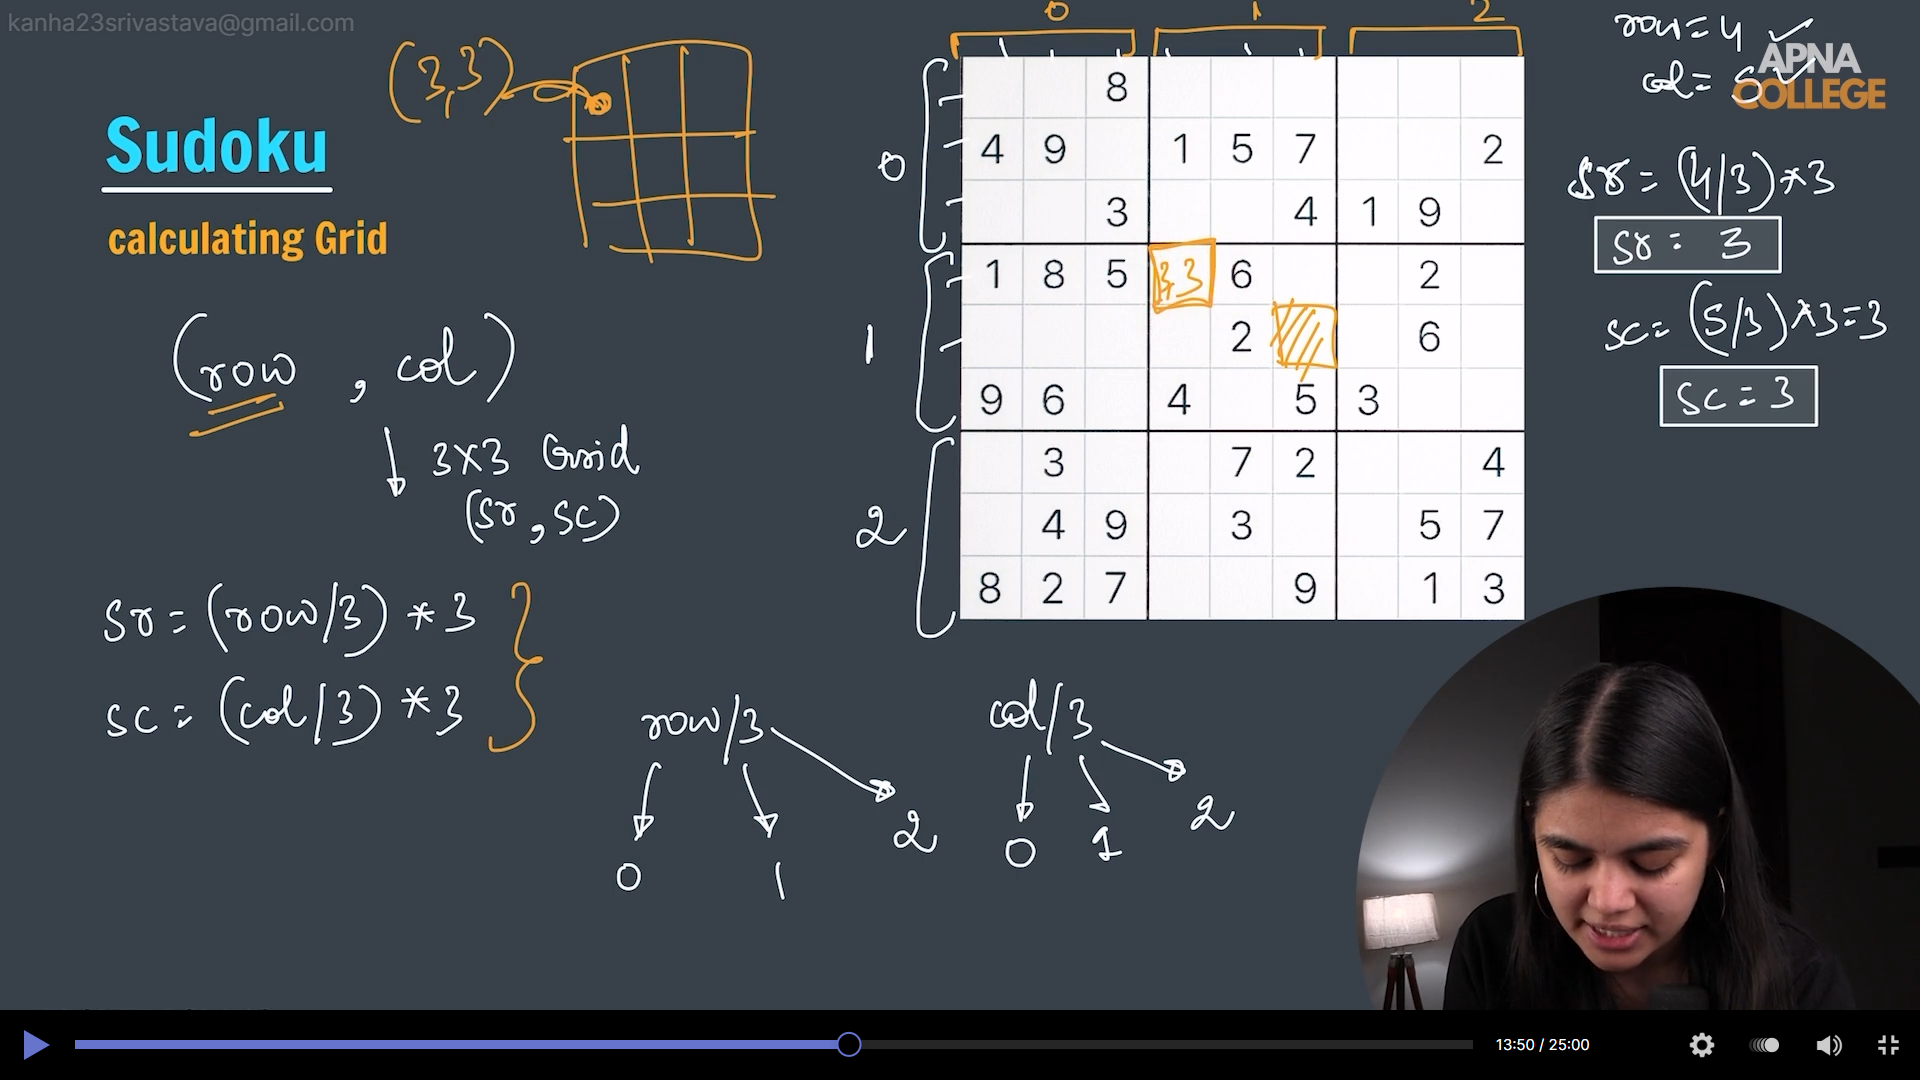 kanha23srivastava@gmail.com
APNA
COLLEGE
Sudoku
calculating Grid
(3,3)
(row , col)
3x3 Grid
(sr, sc)
sr = (row/3) * 3
sc = (col/3) * 3
row/3
0 1 2
col/3
0 1 2
0 1 2
0
1
2
8
4 9 1 5 7 2
3 4 1 9
1 8 5 3,3 6 2
2 6
9 6 4 5 3
3 7 2 4
4 9 3 5 7
8 2 7 9 1 3
row = 4
col = 5
sr = (4/3) * 3
sr = 3
sc = (5/3) * 3 = 3
sc = 3
13:50 / 25:00